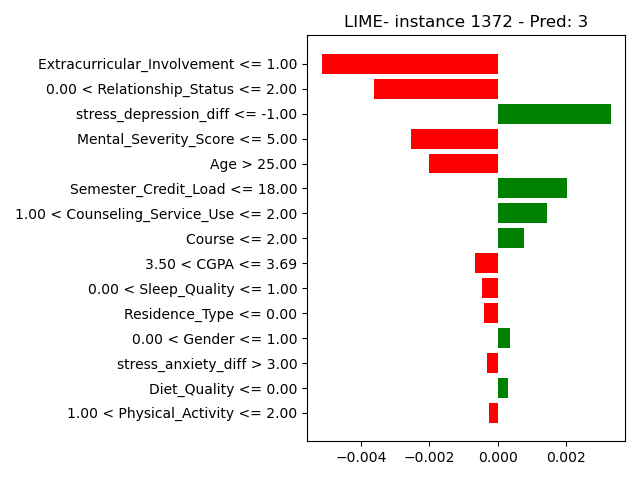 LIME- instance 1372 - Pred: 3
Extracurricular_Involvement <= 1.00
0.00 < Relationship_Status <= 2.00
stress_depression_diff <= -1.00
Mental_Severity_Score <= 5.00
Age > 25.00
Semester_Credit_Load <= 18.00
1.00 < Counseling_Service_Use <= 2.00
Course <= 2.00
3.50 < CGPA <= 3.69
0.00 < Sleep_Quality <= 1.00
Residence_Type <= 0.00
0.00 < Gender <= 1.00
stress_anxiety_diff > 3.00
Diet_Quality <= 0.00
1.00 < Physical_Activity <= 2.00
−0.004 −0.002 0.000 0.002